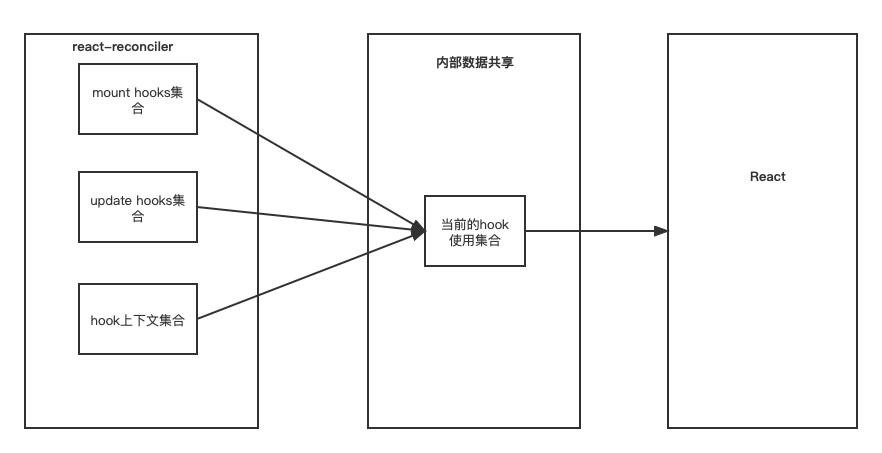 react-reconciler
mount hooks集
合
update hooks集
合
hook上下文集合
内部数据共享
当前的hook
使用集合
React